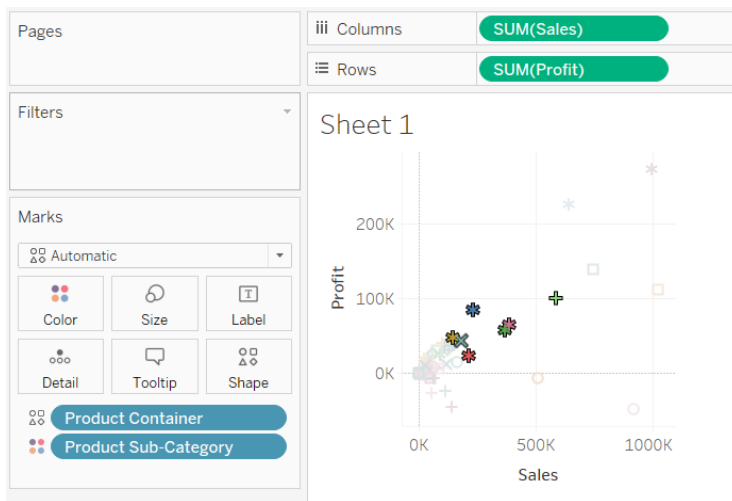 Pages
iii Columns
SUM(Sales)
Rows
SUM(Profit)
Filters
Sheet 1
Marks
Automatic
Color
Size
T
Label
Detail
Tooltip
Shape
Product Container
Product Sub-Category
200K
100K
0K
Profit
0K
500K
1000K
Sales